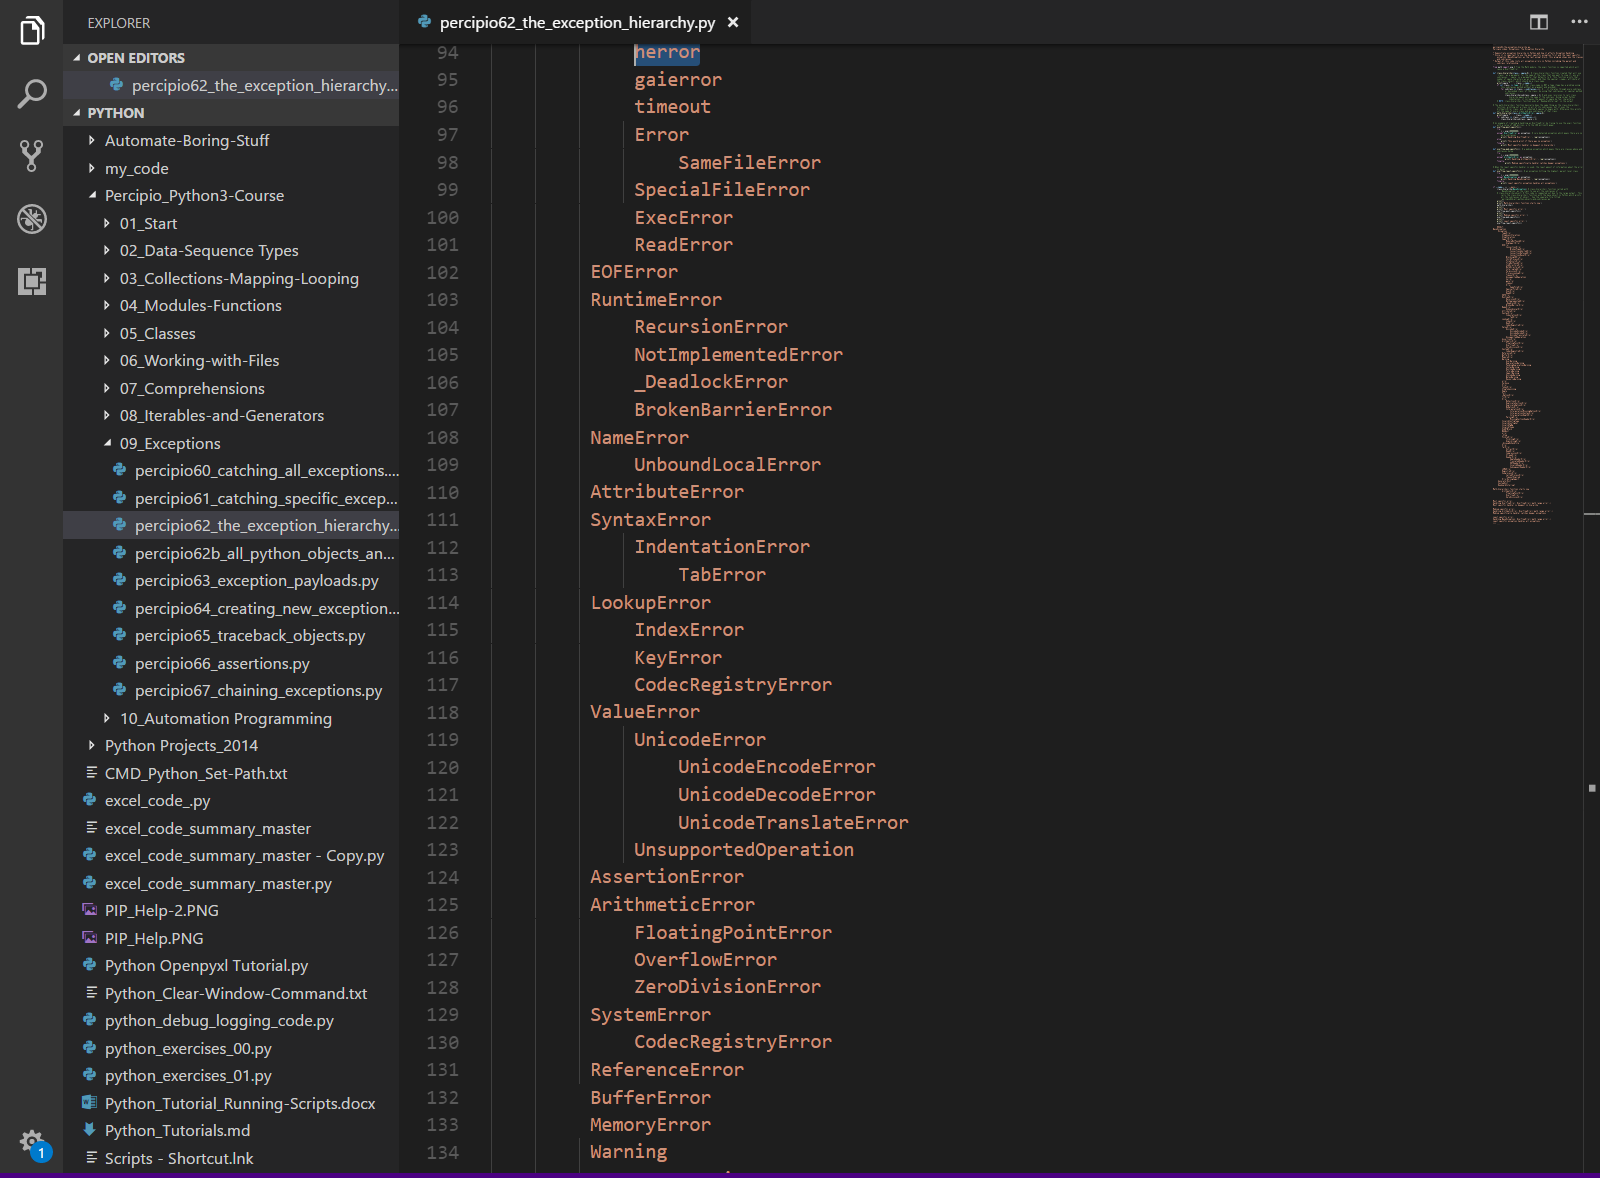 EXPLORER
OPEN EDITORS
percipio62_the_exception_hierarchy...
PYTHON
Automate-Boring-Stuff
my_code
Percipio_Python3-Course
01_Start
02_Data-Sequence Types
03_Collections-Mapping-Looping
04_Modules-Functions
05_Classes
06_Working-with-Files
07_Comprehensions
08_Iterables-and-Generators
09_Exceptions
percipio60_catching_all_exceptions....
percipio61_catching_specific_excep...
percipio62_the_exception_hierarchy...
percipio62b_all_python_objects_an...
percipio63_exception_payloads.py
percipio64_creating_new_exception...
percipio65_traceback_objects.py
percipio66_assertions.py
percipio67_chaining_exceptions.py
10_Automation Programming
Python Projects_2014
CMD_Python_Set-Path.txt
excel_code_.py
excel_code_summary_master
excel_code_summary_master - Copy.py
excel_code_summary_master.py
PIP_Help-2.PNG
PIP_Help.PNG
Python Openpyxl Tutorial.py
Python_Clear-Window-Command.txt
python_debug_logging_code.py
python_exercises_00.py
python_exercises_01.py
Python_Tutorial_Running-Scripts.docx
Python_Tutorials.md
Scripts - Shortcut.lnk
1
percipio62_the_exception_hierarchy.py
94 herror
95 gaierror
96 timeout
97 Error
98 SameFileError
99 SpecialFileError
100 ExecError
101 ReadError
102 EOFError
103 RuntimeError
104 RecursionError
105 NotImplementedError
106 _DeadlockError
107 BrokenBarrierError
108 NameError
109 UnboundLocalError
110 AttributeError
111 SyntaxError
112 IndentationError
113 TabError
114 LookupError
115 IndexError
116 KeyError
117 CodecRegistryError
118 ValueError
119 UnicodeError
120 UnicodeEncodeError
121 UnicodeDecodeError
122 UnicodeTranslateError
123 UnsupportedOperation
124 AssertionError
125 ArithmeticError
126 FloatingPointError
127 OverflowError
128 ZeroDivisionError
129 SystemError
130 CodecRegistryError
131 ReferenceError
132 BufferError
133 MemoryError
134 Warning